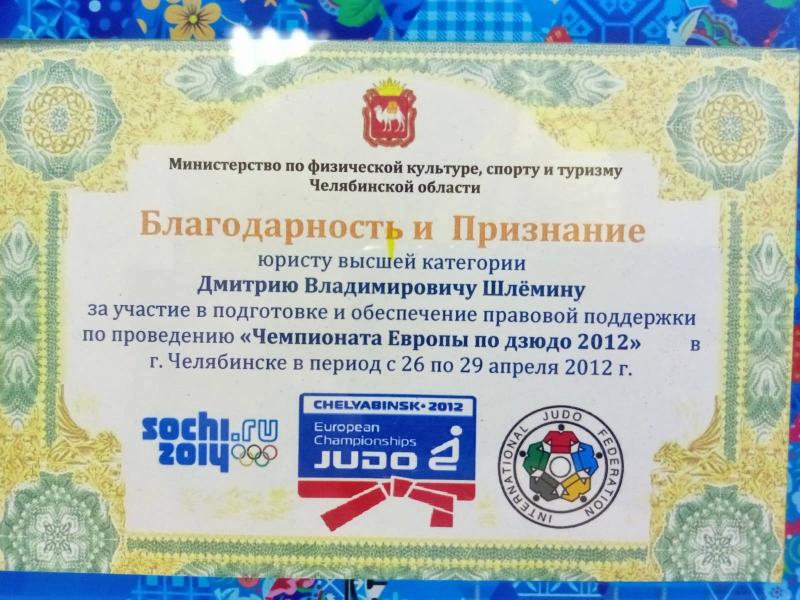 Министерство по физической культуре, спорту и туризму
Челябинской области
Благодарность и Признание
юристу высшей категории
Дмитрию Владимировичу Шлёмину
за участие в подготовке и обеспечение правовой поддержки
по проведению «Чемпионата Европы по дзюдо 2012» в
г. Челябинске в период с 26 по 29 апреля 2012 г.
sochi.ru
2014
CHELYABINSK·2012
European
Championships
JUDO
INTERNATIONAL JUDO FEDERATION